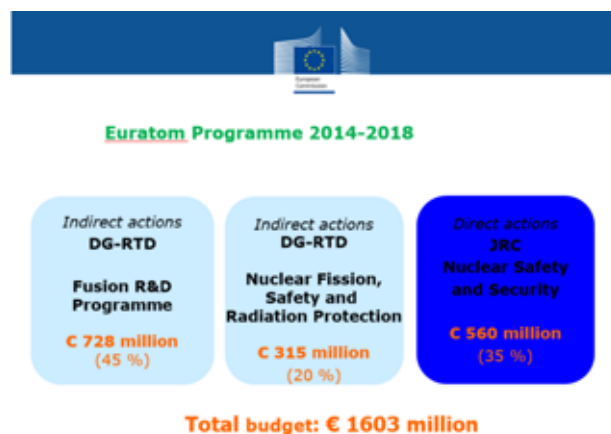 European
Commission
Euratom Programme 2014-2018
Indirect actions
DG-RTD
Fusion R&D
Programme
€ 728 million
(45 %)
Indirect actions
DG-RTD
Nuclear Fission,
Safety and
Radiation Protection
€ 315 million
(20 %)
Direct actions
JRC
Nuclear Safety
and Security
€ 560 million
(35 %)
Total budget: € 1603 million